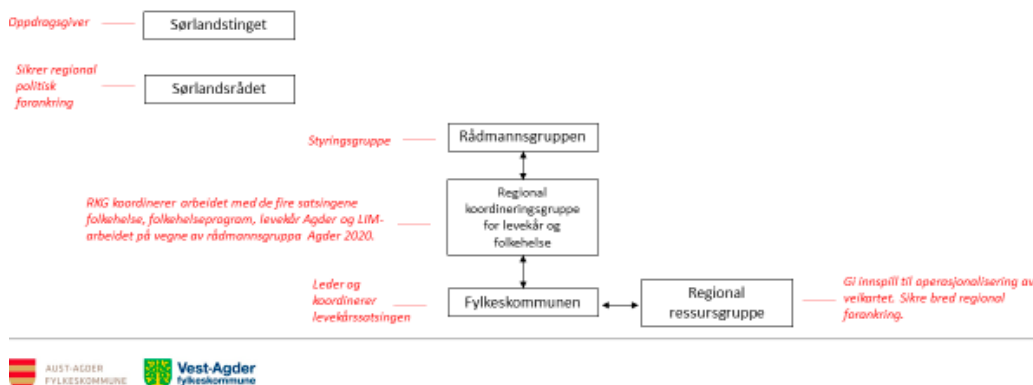 Oppdragsgiver
Sørlandstinget
Sikrer regional
politisk
forankring
Sørlandsrådet
Styringsgruppe
Rådmannsgruppen
RKG koordinerer arbeidet med de fire satsingene
folkehelse, folkehelseprogram, levekår Agder og LIM-
arbeidet på vegne av rådmannsgruppa Agder 2020.
Regional
koordineringsgruppe
for levekår og
folkehelse
Leder og
koordinerer
levekårssatsingen
Fylkeskommunen
Regional
ressursgruppe
Gi innspill til operasjonalisering av
veikartet. Sikre bred regional
forankring.
AUST-AGDER
FYLKESKOMMUNE
Vest-Agder
fylkeskommune